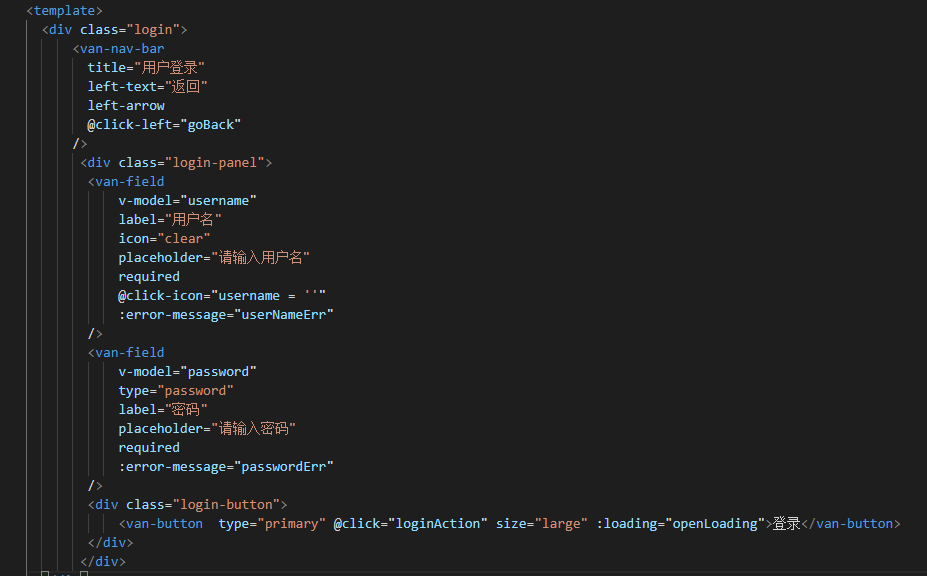 <template>
<div class="login">
<van-nav-bar
title="用户登录"
left-text="返回"
left-arrow
@click-left="goBack"
/>
<div class="login-panel">
<van-field
v-model="username"
label="用户名"
icon="clear"
placeholder="请输入用户名"
required
@click-icon="username = ''"
:error-message="userNameErr"
/>
<van-field
v-model="password"
type="password"
label="密码"
placeholder="请输入密码"
required
:error-message="passwordErr"
/>
<div class="login-button">
<van-button  type="primary" @click="loginAction" size="large" :loading="openLoading">登录</van-button>
</div>
</div>